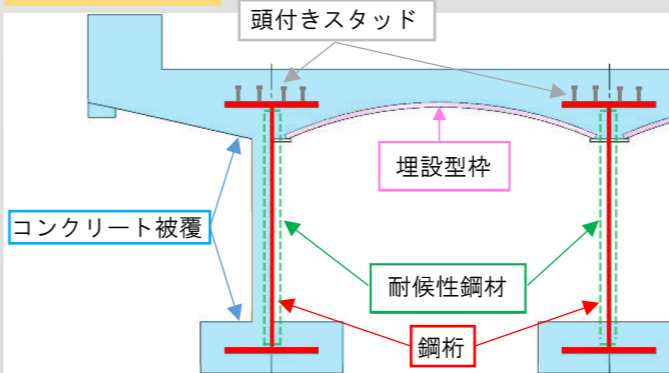 頭付きスタッド
埋設型枠
コンクリート被覆
耐候性鋼材
鋼桁